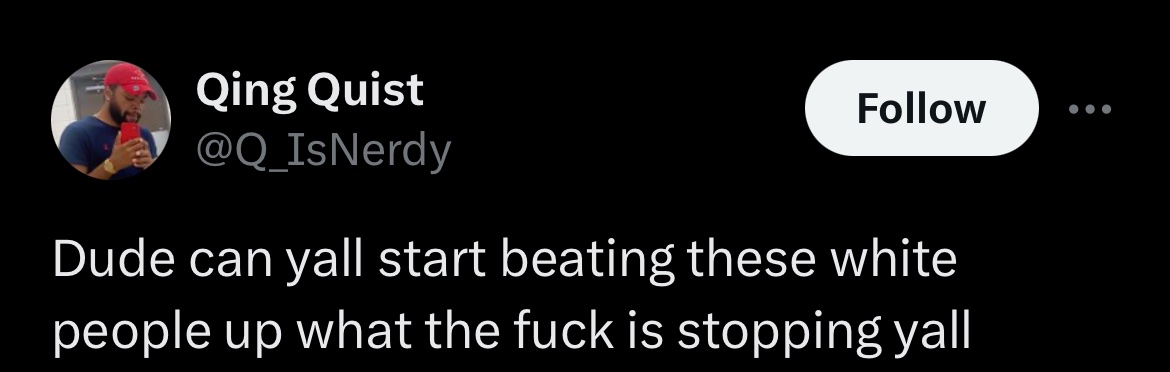 Qing Quist
@Q_IsNerdy
Follow
Dude can yall start beating these white
people up what the fuck is stopping yall